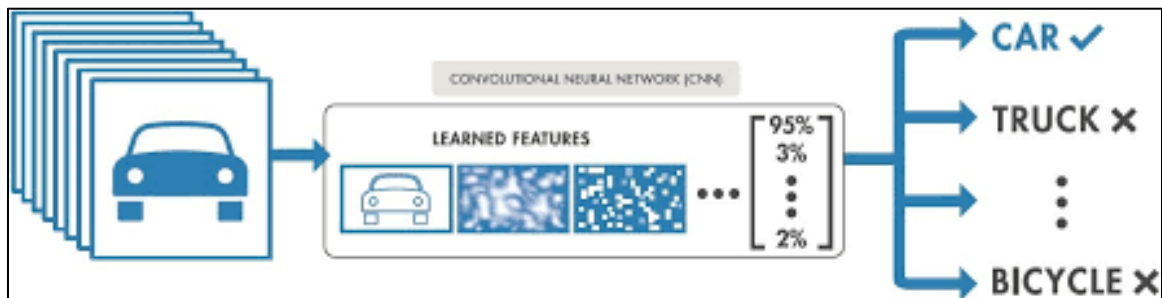 CONVOLUTIONAL NEURAL NETWORK (CNN)
LEARNED FEATURES
95%
3%
2%
CAR
TRUCK
BICYCLE